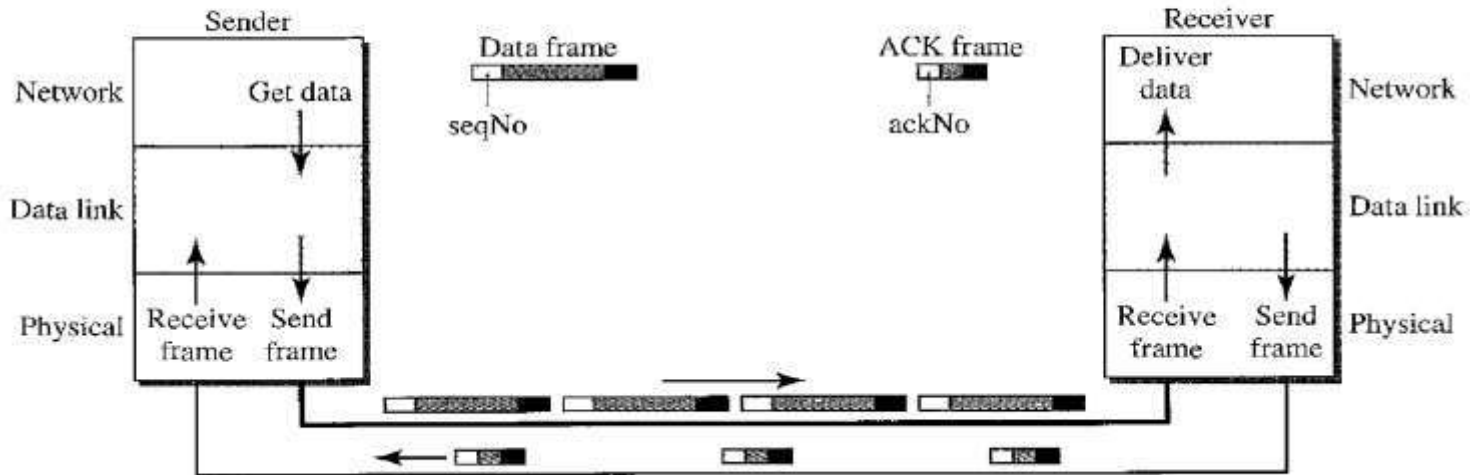 Sender
Receiver
Data frame
ACK frame
Deliver
data
Network
Get data
Network
seqNo
ackNo
Data link
Data link
Physical
Receive
frame
Send
frame
Receive
frame
Send
frame
Physical